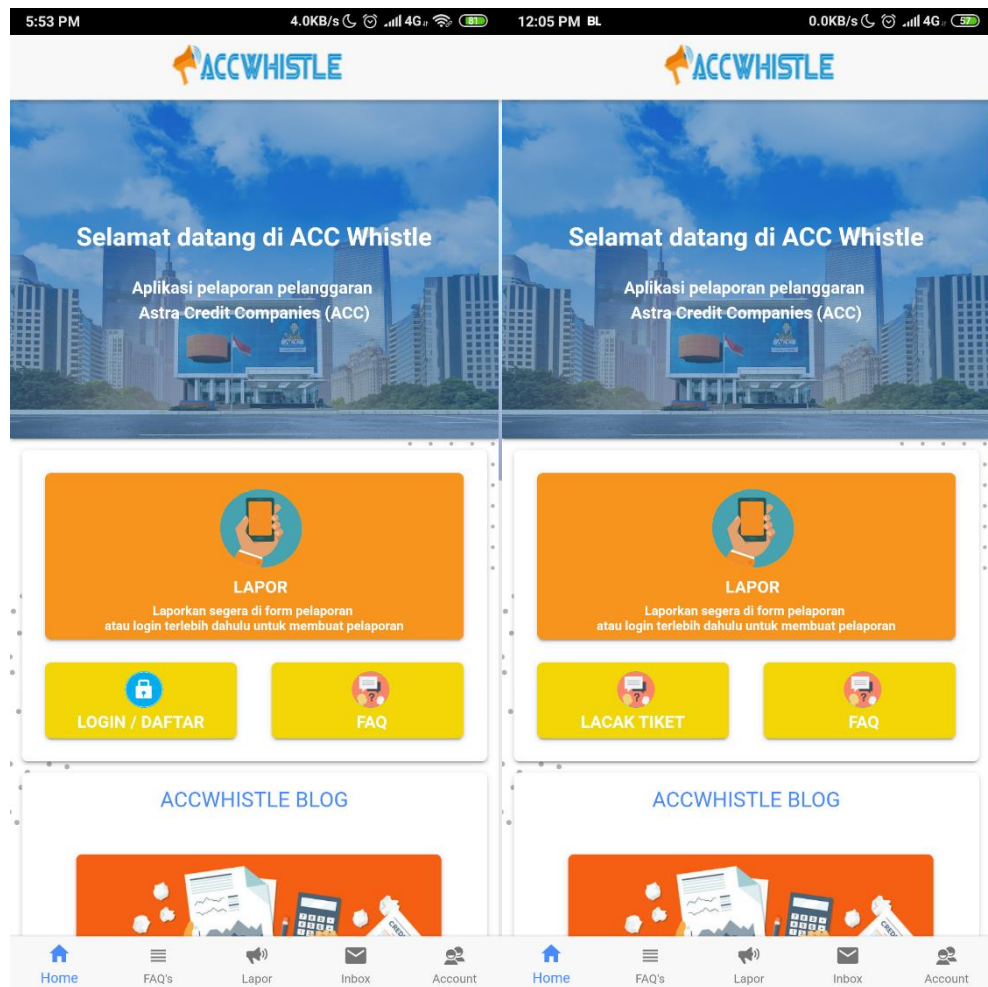 5:53 PM 4.0KB/s 4G 81
ACCWHISTLE
Selamat datang di ACC Whistle
Aplikasi pelaporan pelanggaran
Astra Credit Companies (ACC)
LAPOR
Laporkan segera di form pelaporan
atau login terlebih dahulu untuk membuat pelaporan
LOGIN / DAFTAR
FAQ
ACCWHISTLE BLOG
Home
FAQ's
Lapor
Inbox
Account
12:05 PM BL 0.0KB/s 4G 57
ACCWHISTLE
Selamat datang di ACC Whistle
Aplikasi pelaporan pelanggaran
Astra Credit Companies (ACC)
LAPOR
Laporkan segera di form pelaporan
atau login terlebih dahulu untuk membuat pelaporan
LACAK TIKET
FAQ
ACCWHISTLE BLOG
Home
FAQ's
Lapor
Inbox
Account